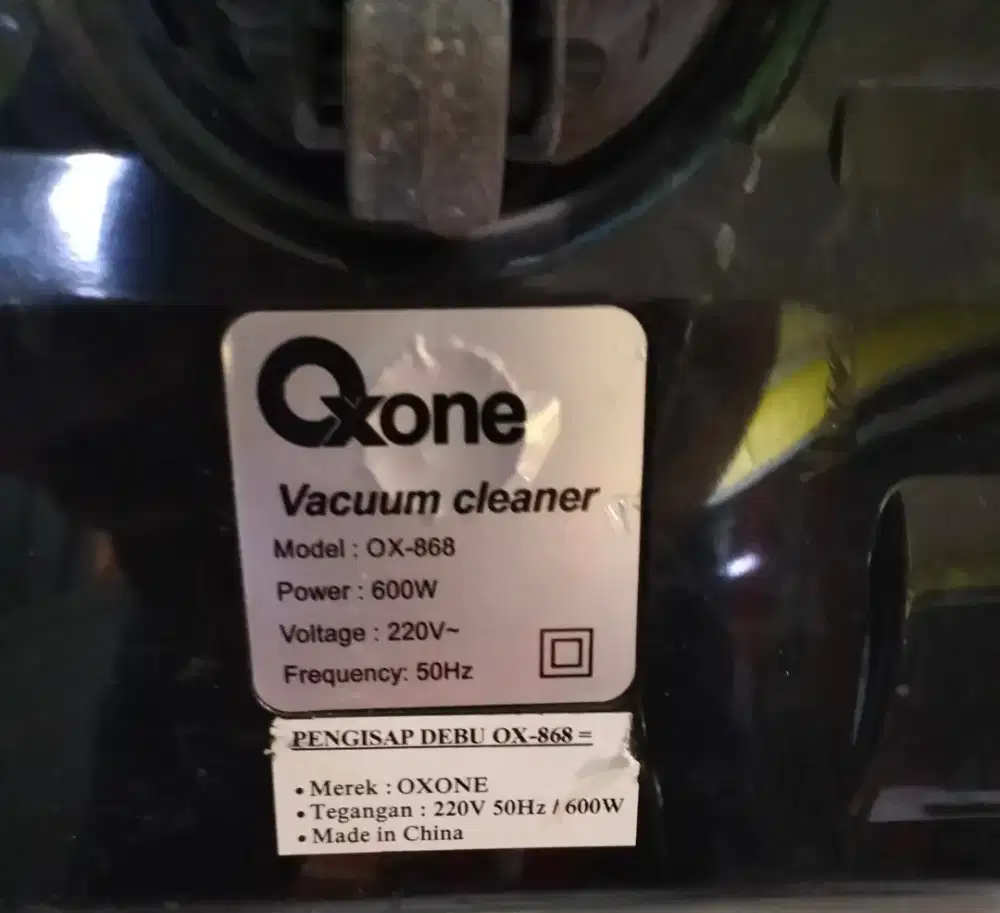 Oxone
Vacuum cleaner
Model : OX-868
Power : 600W
Voltage : 220V~
Frequency: 50Hz
PENGISAP DEBU OX-868 =
• Merek : OXONE
• Tegangan : 220V 50Hz / 600W
• Made in China